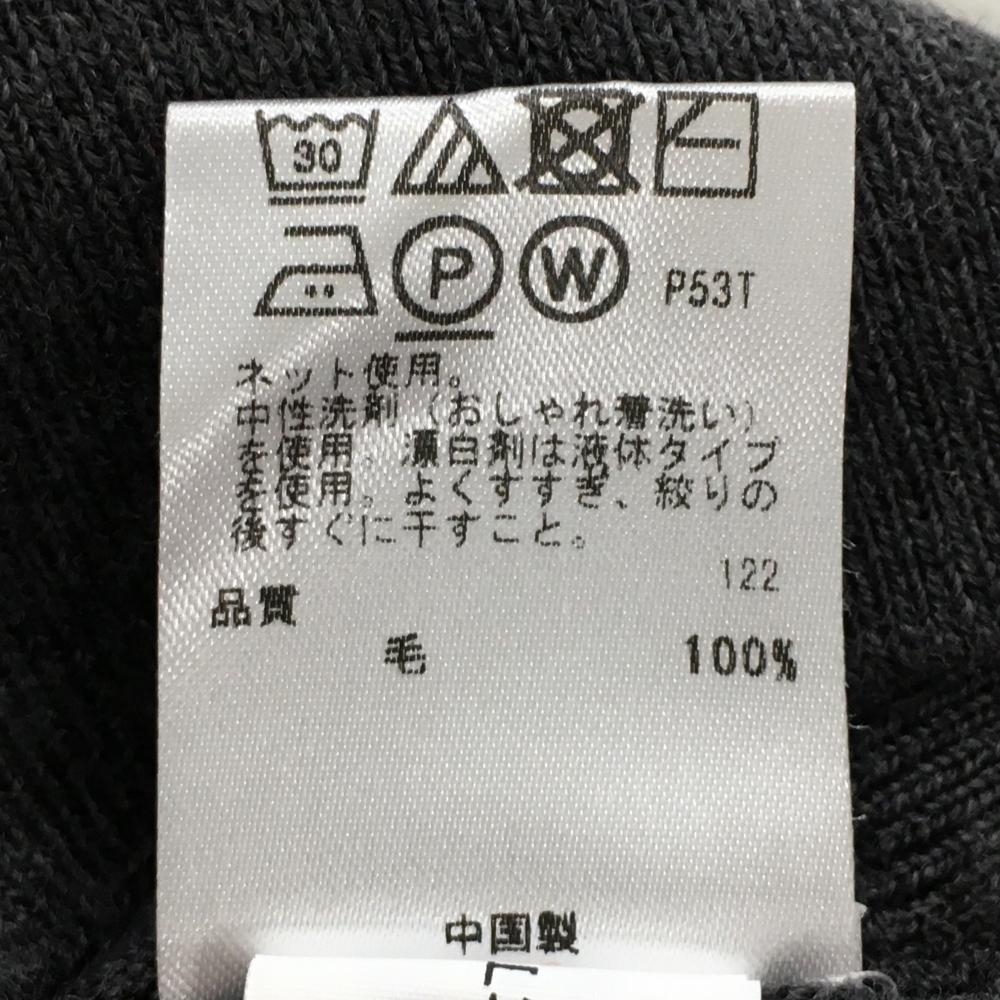 30
P W P53T
ネット使用。
中性洗剤（おしゃれ着洗い）
を使用。漂白剤は液体タイプ
を使用。よくすすぎ、絞りの
後すぐに干すこと。
122
品質
毛 100%
中国製